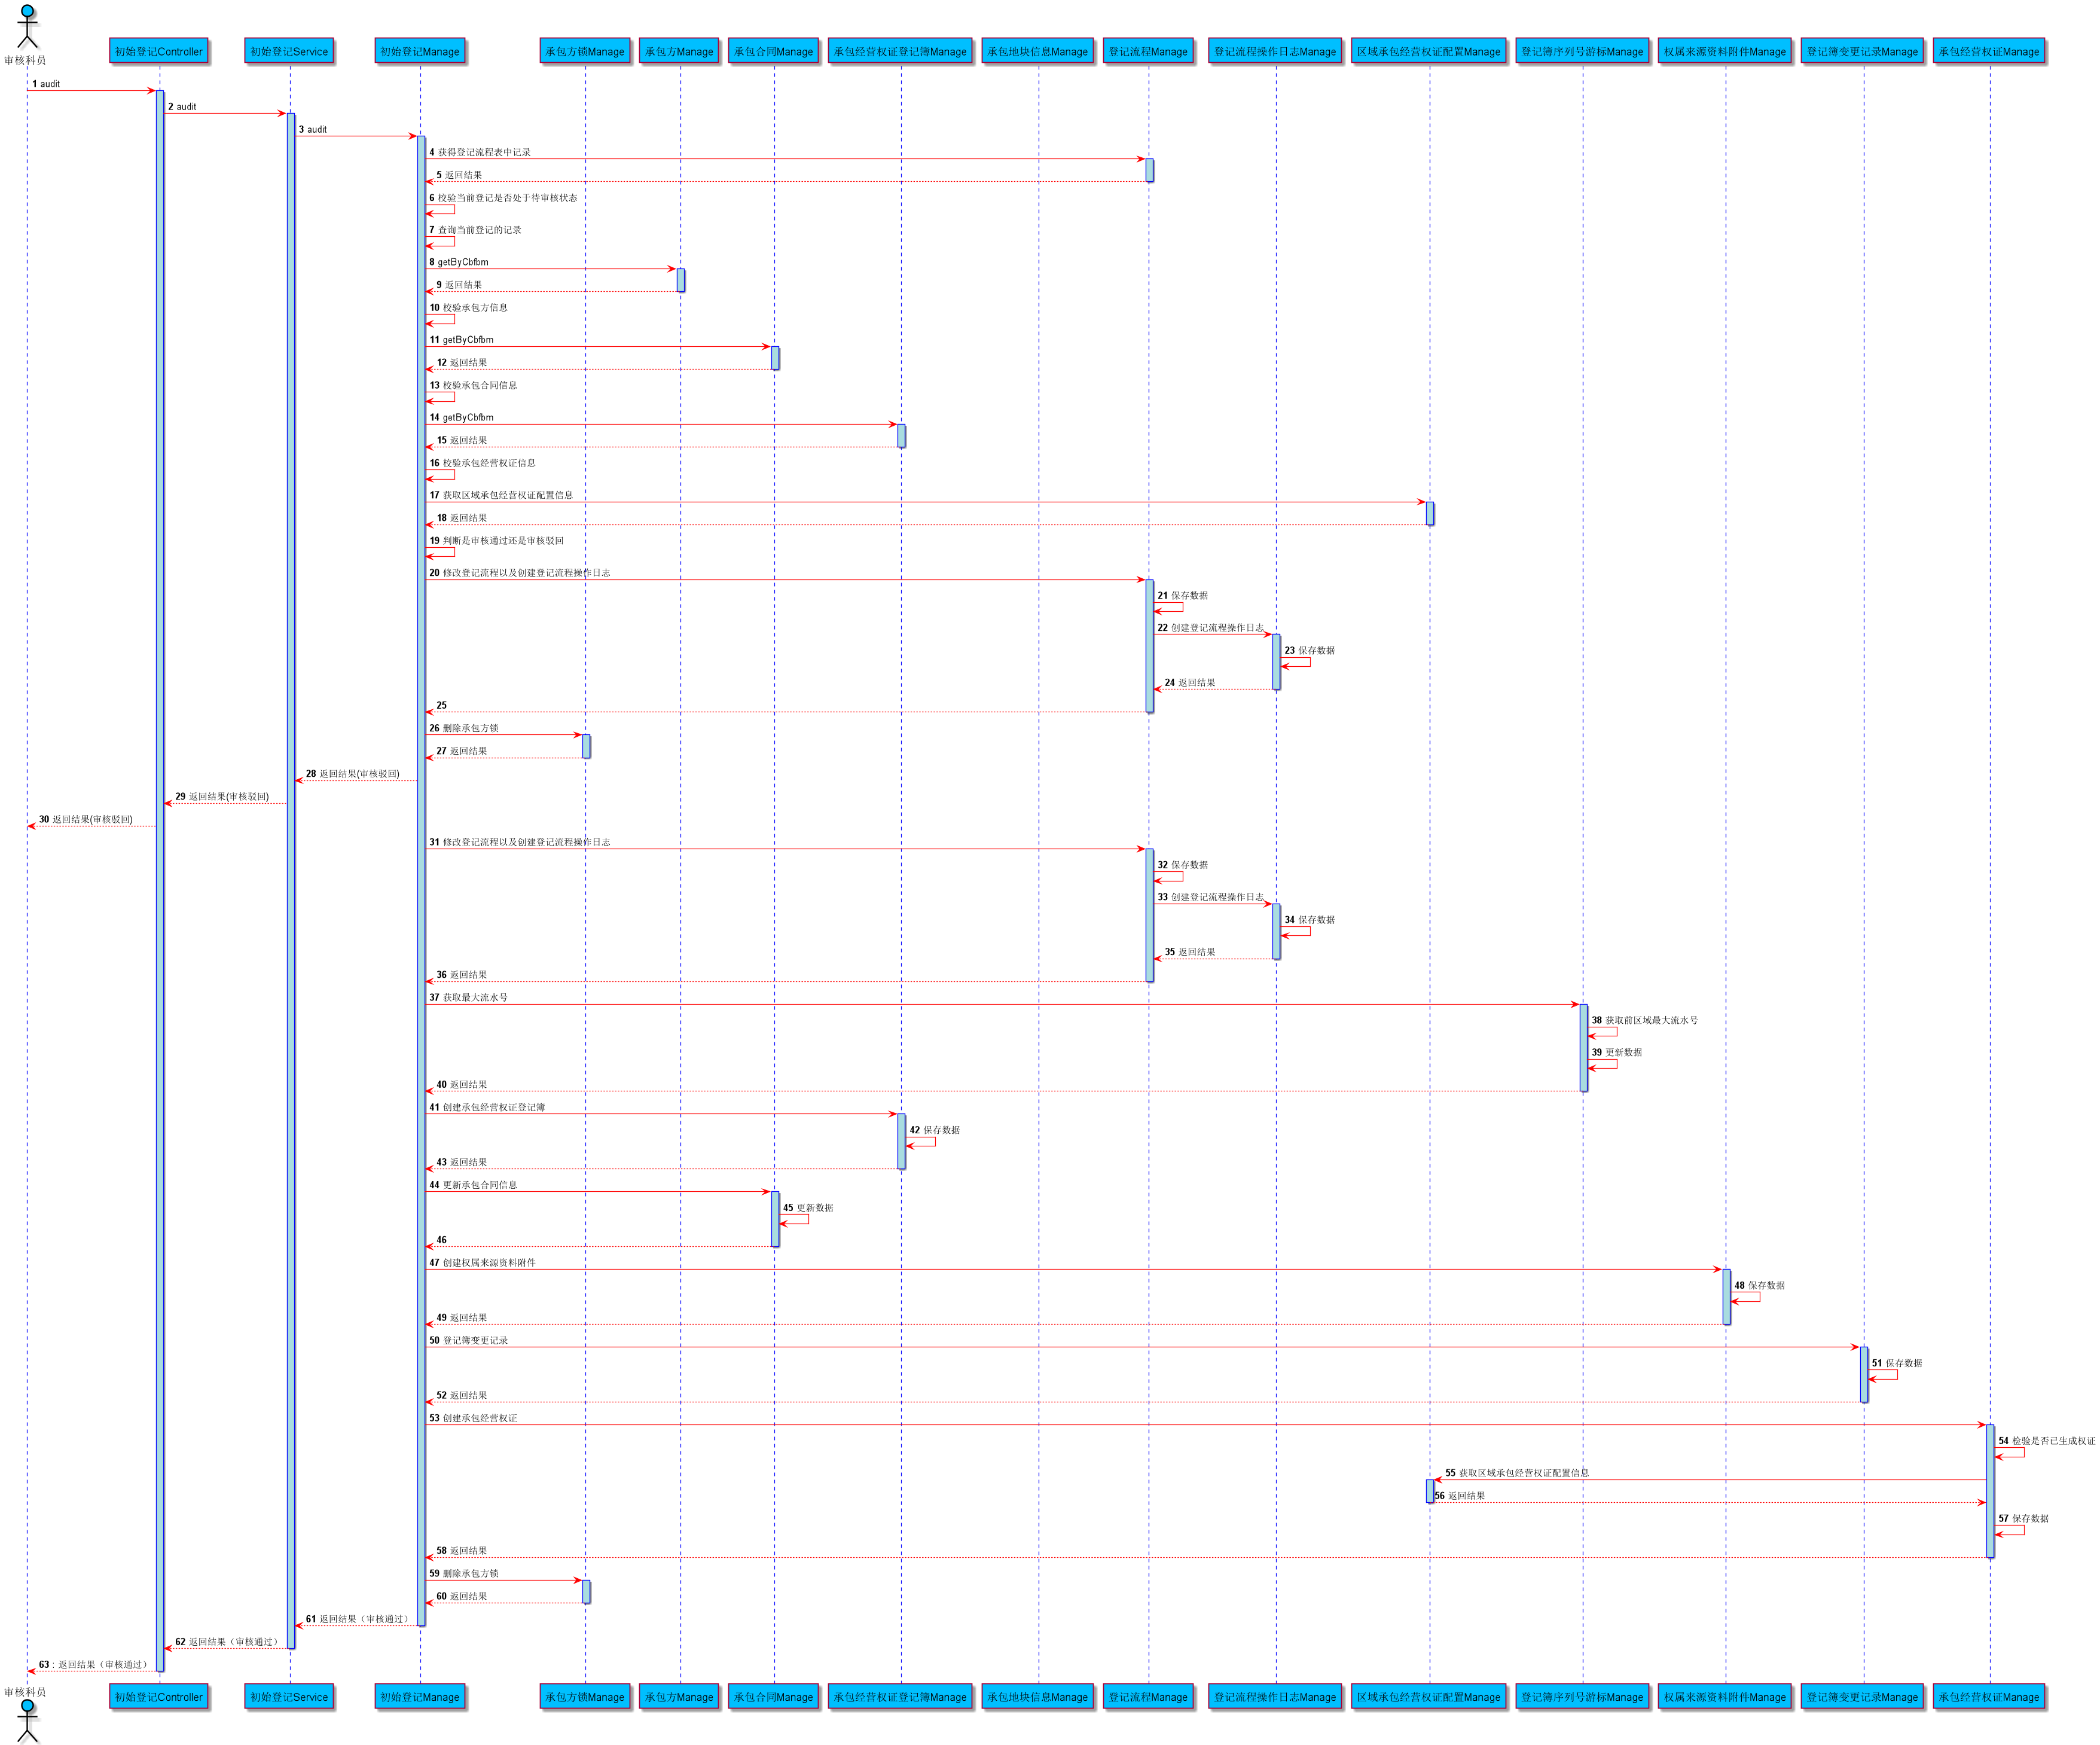 审核科员
初始登记Controller
初始登记Service
初始登记Manage
承包方锁Manage
承包方Manage
承包合同Manage
承包经营权证登记簿Manage
承包地块信息Manage
登记流程Manage
登记流程操作日志Manage
区域承包经营权证配置Manage
登记簿序列号游标Manage
权属来源资料附件Manage
登记簿变更记录Manage
承包经营权证Manage
1 audit
2 audit
3 audit
4 获得登记流程表中记录
5 返回结果
6 校验当前登记是否处于待审核状态
7 查询当前登记的记录
8 getByCbfbm
9 返回结果
10 校验承包方信息
11 getByCbfbm
12 返回结果
13 校验承包合同信息
14 getByCbfbm
15 返回结果
16 校验承包经营权证信息
17 获取区域承包经营权证配置信息
18 返回结果
19 判断是审核通过还是审核驳回
20 修改登记流程以及创建登记流程操作日志
21 保存数据
22 创建登记流程操作日志
23 保存数据
24 返回结果
25
26 删除承包方锁
27 返回结果
28 返回结果(审核驳回)
29 返回结果(审核驳回)
30 返回结果(审核驳回)
31 修改登记流程以及创建登记流程操作日志
32 保存数据
33 创建登记流程操作日志
34 保存数据
35 返回结果
36 返回结果
37 获取最大流水号
38 获取前区域最大流水号
39 更新数据
40 返回结果
41 创建承包经营权证登记簿
42 保存数据
43 返回结果
44 更新承包合同信息
45 更新数据
46
47 创建权属来源资料附件
48 保存数据
49 返回结果
50 登记簿变更记录
51 保存数据
52 返回结果
53 创建承包经营权证
54 检验是否已生成权证
55 获取区域承包经营权证配置信息
56 返回结果
57 保存数据
58 返回结果
59 删除承包方锁
60 返回结果
61 返回结果（审核通过）
62 返回结果（审核通过）
63 : 返回结果（审核通过）
审核科员
初始登记Controller
初始登记Service
初始登记Manage
承包方锁Manage
承包方Manage
承包合同Manage
承包经营权证登记簿Manage
承包地块信息Manage
登记流程Manage
登记流程操作日志Manage
区域承包经营权证配置Manage
登记簿序列号游标Manage
权属来源资料附件Manage
登记簿变更记录Manage
承包经营权证Manage